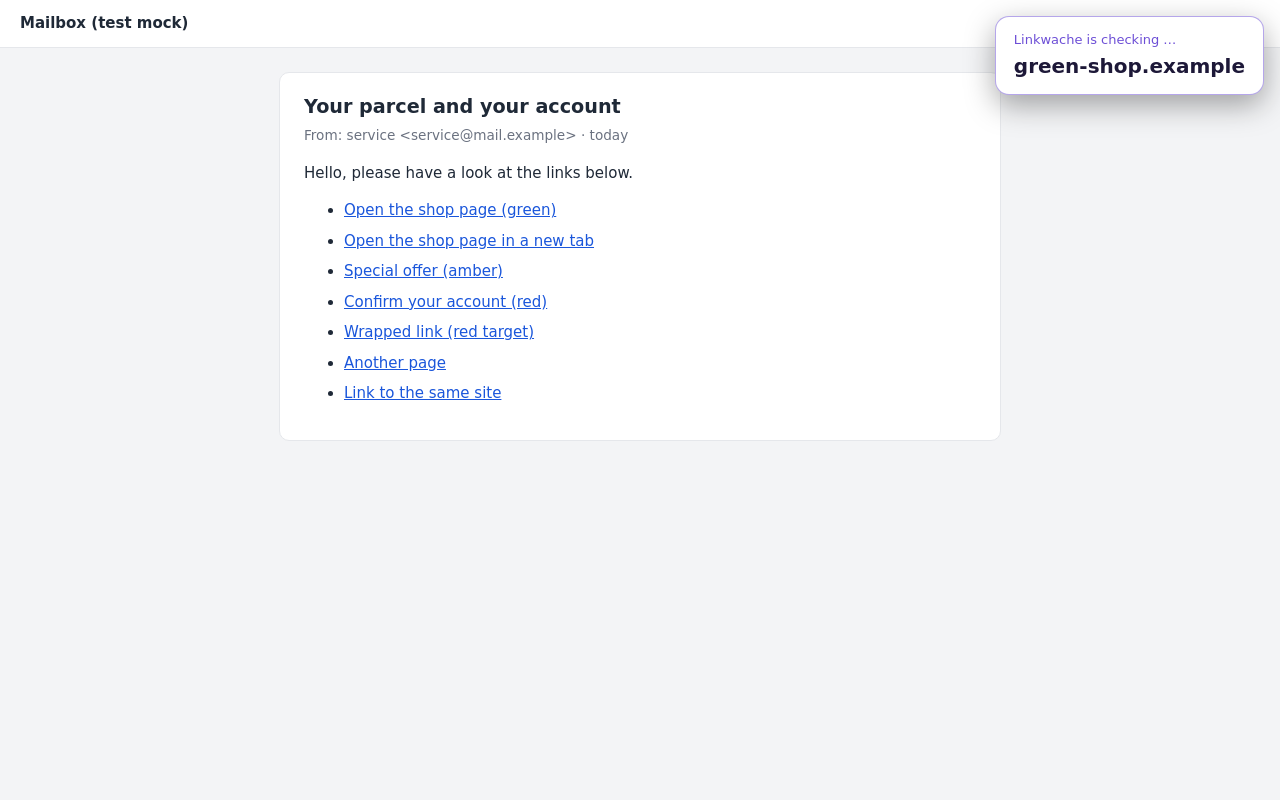 Mailbox (test mock)
Linkwache is checking …
green-shop.example
Your parcel and your account
From: service <service@mail.example> · today
Hello, please have a look at the links below.
• Open the shop page (green)
• Open the shop page in a new tab
• Special offer (amber)
• Confirm your account (red)
• Wrapped link (red target)
• Another page
• Link to the same site